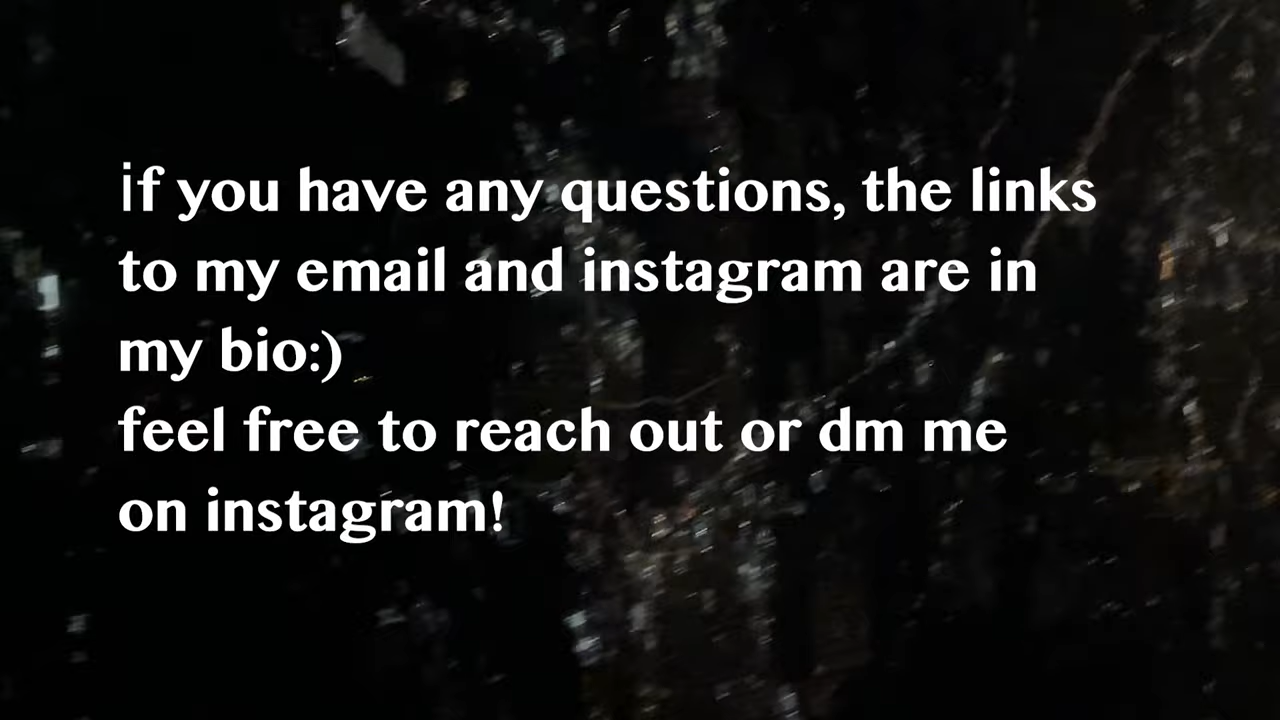 if you have any questions, the links
to my email and instagram are in
my bio:)
feel free to reach out or dm me
on instagram!